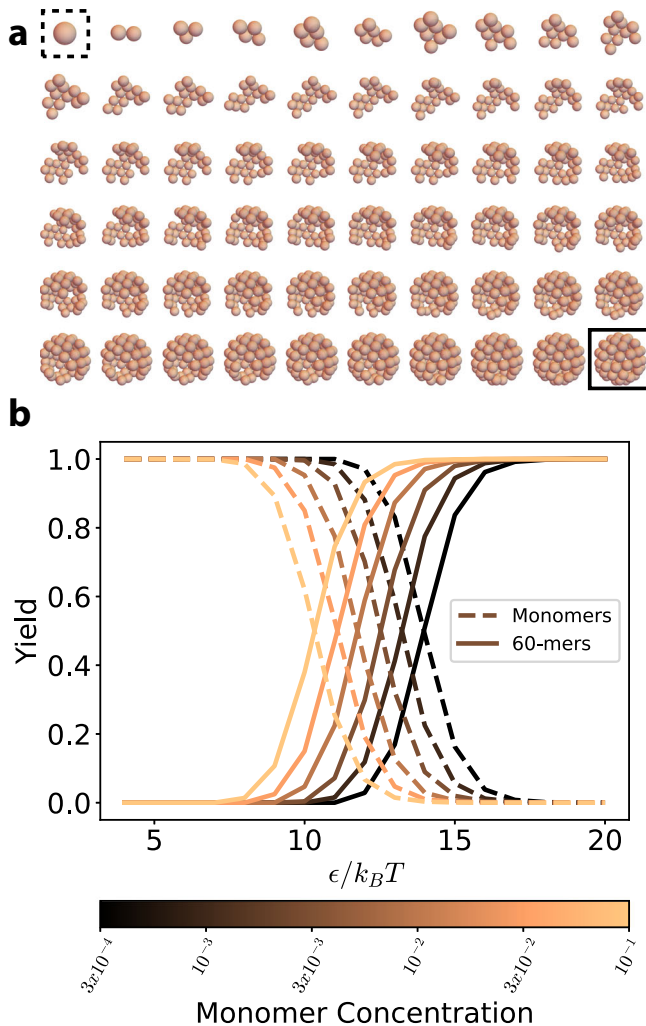 a
b
1.0
0.8
0.6
0.4
0.2
0.0
Yield
Monomers
60-mers
5 10 15 20
ϵ/k_BT
3x10⁻⁴ 10⁻³ 3x10⁻³ 10⁻² 3x10⁻² 10⁻¹
Monomer Concentration